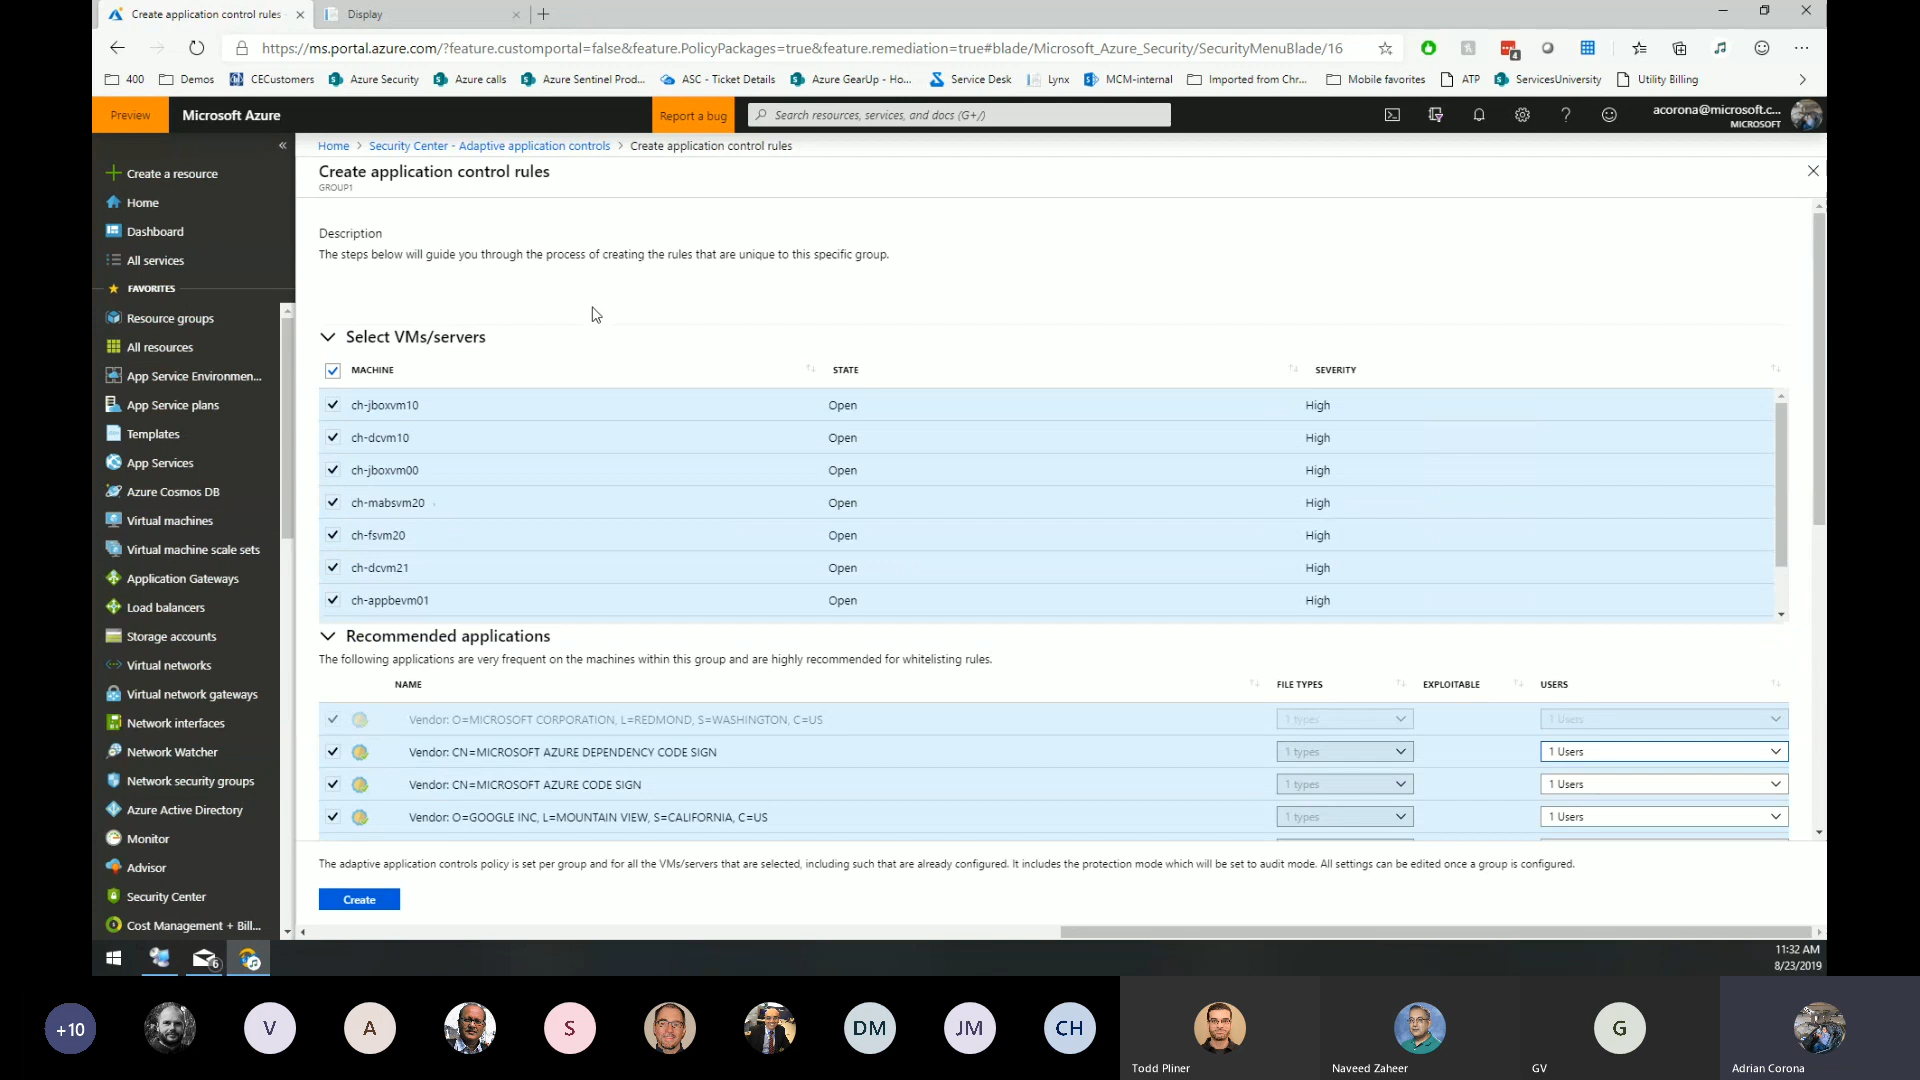 Create application control rules
Display
https://ms.portal.azure.com/?feature.customportal=false&feature.PolicyPackages=true&feature.remediation=true#blade/Microsoft_Azure_Security/SecurityMenuBlade/16
4
400
Demos
CECustomers
Azure Security
Azure calls
Azure Sentinel Prod...
ASC - Ticket Details
Azure GearUp - Ho...
Service Desk
Lynx
MCM-internal
Imported from Chr...
Mobile favorites
ATP
ServicesUniversity
Utility Billing
Preview
Microsoft Azure
Report a bug
Search resources, services, and docs (G+/)
acorona@microsoft.c...
MICROSOFT
Create a resource
Home
Dashboard
All services
FAVORITES
Resource groups
All resources
App Service Environmen...
App Service plans
Templates
App Services
Azure Cosmos DB
Virtual machines
Virtual machine scale sets
Application Gateways
Load balancers
Storage accounts
Virtual networks
Virtual network gateways
Network interfaces
Network Watcher
Network security groups
Azure Active Directory
Monitor
Advisor
Security Center
Cost Management + Bill...
Home > Security Center - Adaptive application controls > Create application control rules
Create application control rules
GROUP1
Description
The steps below will guide you through the process of creating the rules that are unique to this specific group.
Select VMs/servers
MACHINE STATE SEVERITY
ch-jboxvm10 Open High
ch-dcvm10 Open High
ch-jboxvm00 Open High
ch-mabsvm20 Open High
ch-fsvm20 Open High
ch-dcvm21 Open High
ch-appbevm01 Open High
Recommended applications
The following applications are very frequent on the machines within this group and are highly recommended for whitelisting rules.
NAME FILE TYPES EXPLOITABLE USERS
Vendor: O=MICROSOFT CORPORATION, L=REDMOND, S=WASHINGTON, C=US 1 types 1 Users
Vendor: CN=MICROSOFT AZURE DEPENDENCY CODE SIGN 1 types 1 Users
Vendor: CN=MICROSOFT AZURE CODE SIGN 1 types 1 Users
Vendor: O=GOOGLE INC, L=MOUNTAIN VIEW, S=CALIFORNIA, C=US 1 types 1 Users
The adaptive application controls policy is set per group and for all the VMs/servers that are selected, including such that are already configured. It includes the protection mode which will be set to audit mode. All settings can be edited once a group is configured.
Create
6
11:32 AM
8/23/2019
+10
V
A
S
DM
JM
CH
G
Todd Pliner
Naveed Zaheer
GV
Adrian Corona